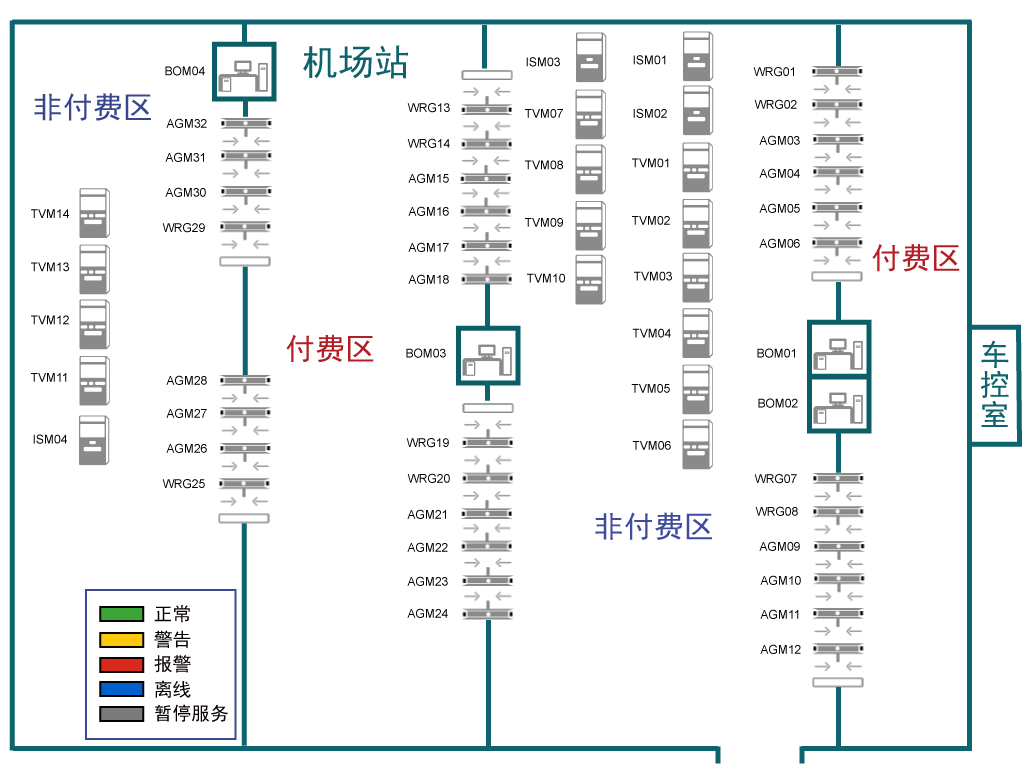 机场站
BOM04
非付费区
AGM32
AGM31
AGM30
WRG29
TVM14
TVM13
TVM12
TVM11
ISM04
AGM28
AGM27
AGM26
WRG25
付费区
WRG13
WRG14
AGM15
AGM16
AGM17
AGM18
BOM03
WRG19
WRG20
AGM21
AGM22
AGM23
AGM24
ISM03
TVM07
TVM08
TVM09
TVM10
ISM01
ISM02
TVM01
TVM02
TVM03
TVM04
TVM05
TVM06
非付费区
WRG01
WRG02
AGM03
AGM04
AGM05
AGM06
付费区
BOM01
BOM02
WRG07
WRG08
AGM09
AGM10
AGM11
AGM12
车
控
室
正常
警告
报警
离线
暂停服务